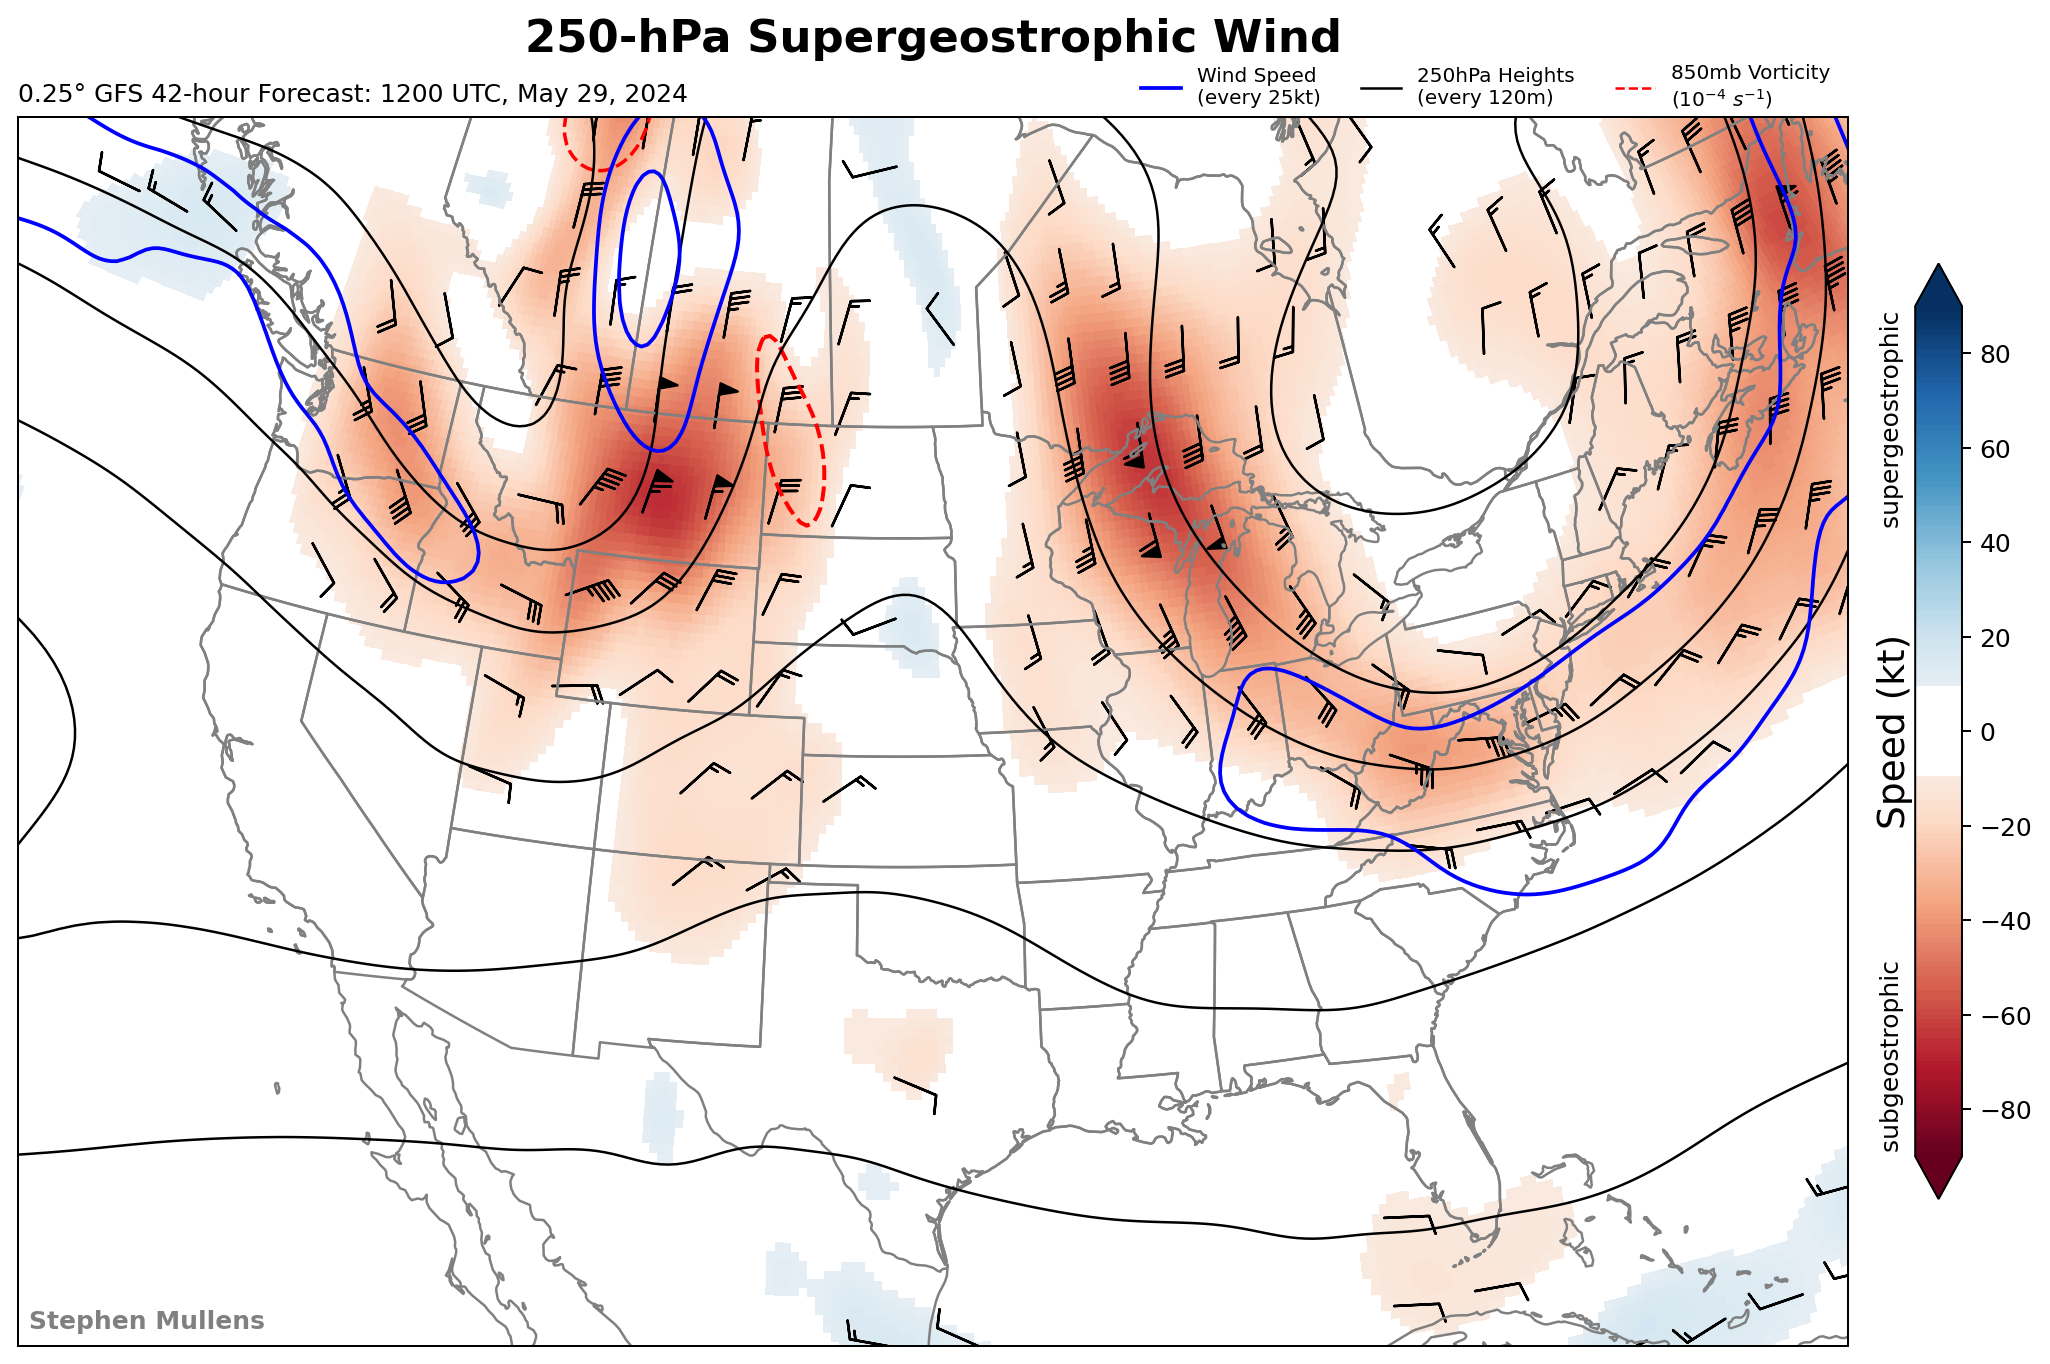 250-hPa Supergeostrophic Wind
0.25° GFS 42-hour Forecast: 1200 UTC, May 29, 2024
Wind Speed
(every 25kt)
250hPa Heights
(every 120m)
850mb Vorticity
(10⁻⁴ s⁻¹)
supergeostrophic
Speed (kt)
subgeostrophic
80
60
40
20
0
−20
−40
−60
−80
Stephen Mullens